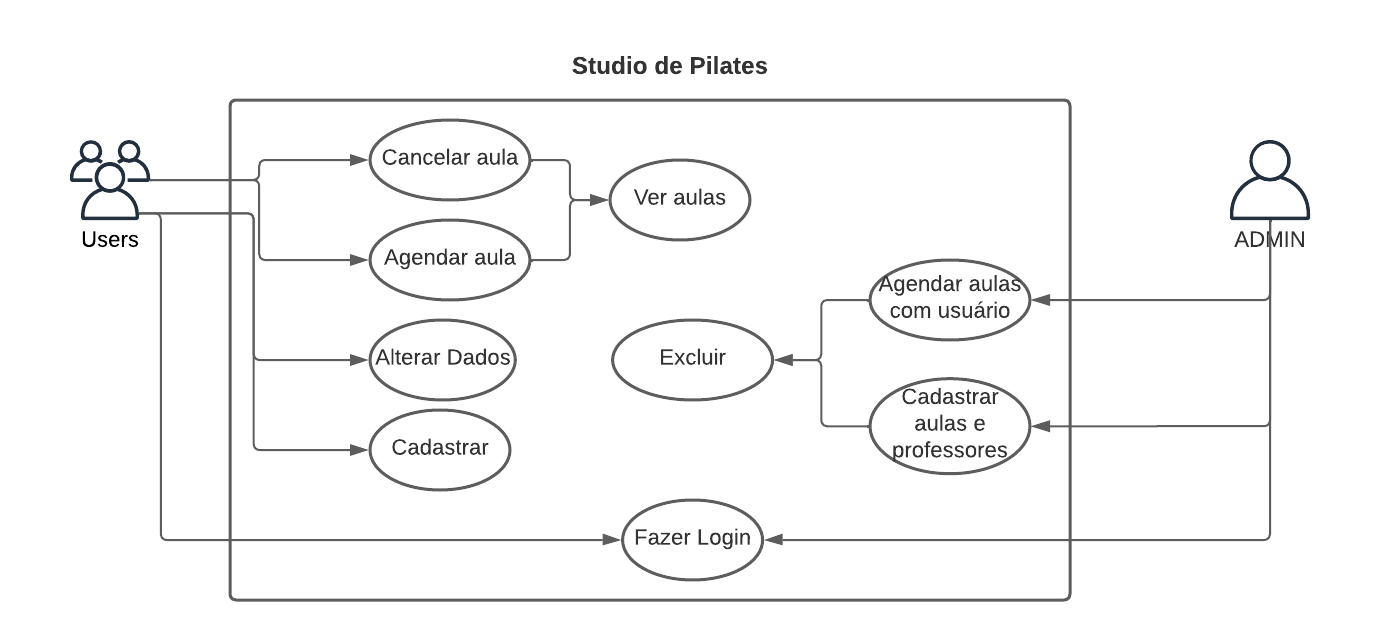 Studio de Pilates
Cancelar aula
Ver aulas
Users
ADMIN
Agendar aula
Agendar aulas
com usuário
Alterar Dados
Excluir
Cadastrar
aulas e
professores
Cadastrar
Fazer Login